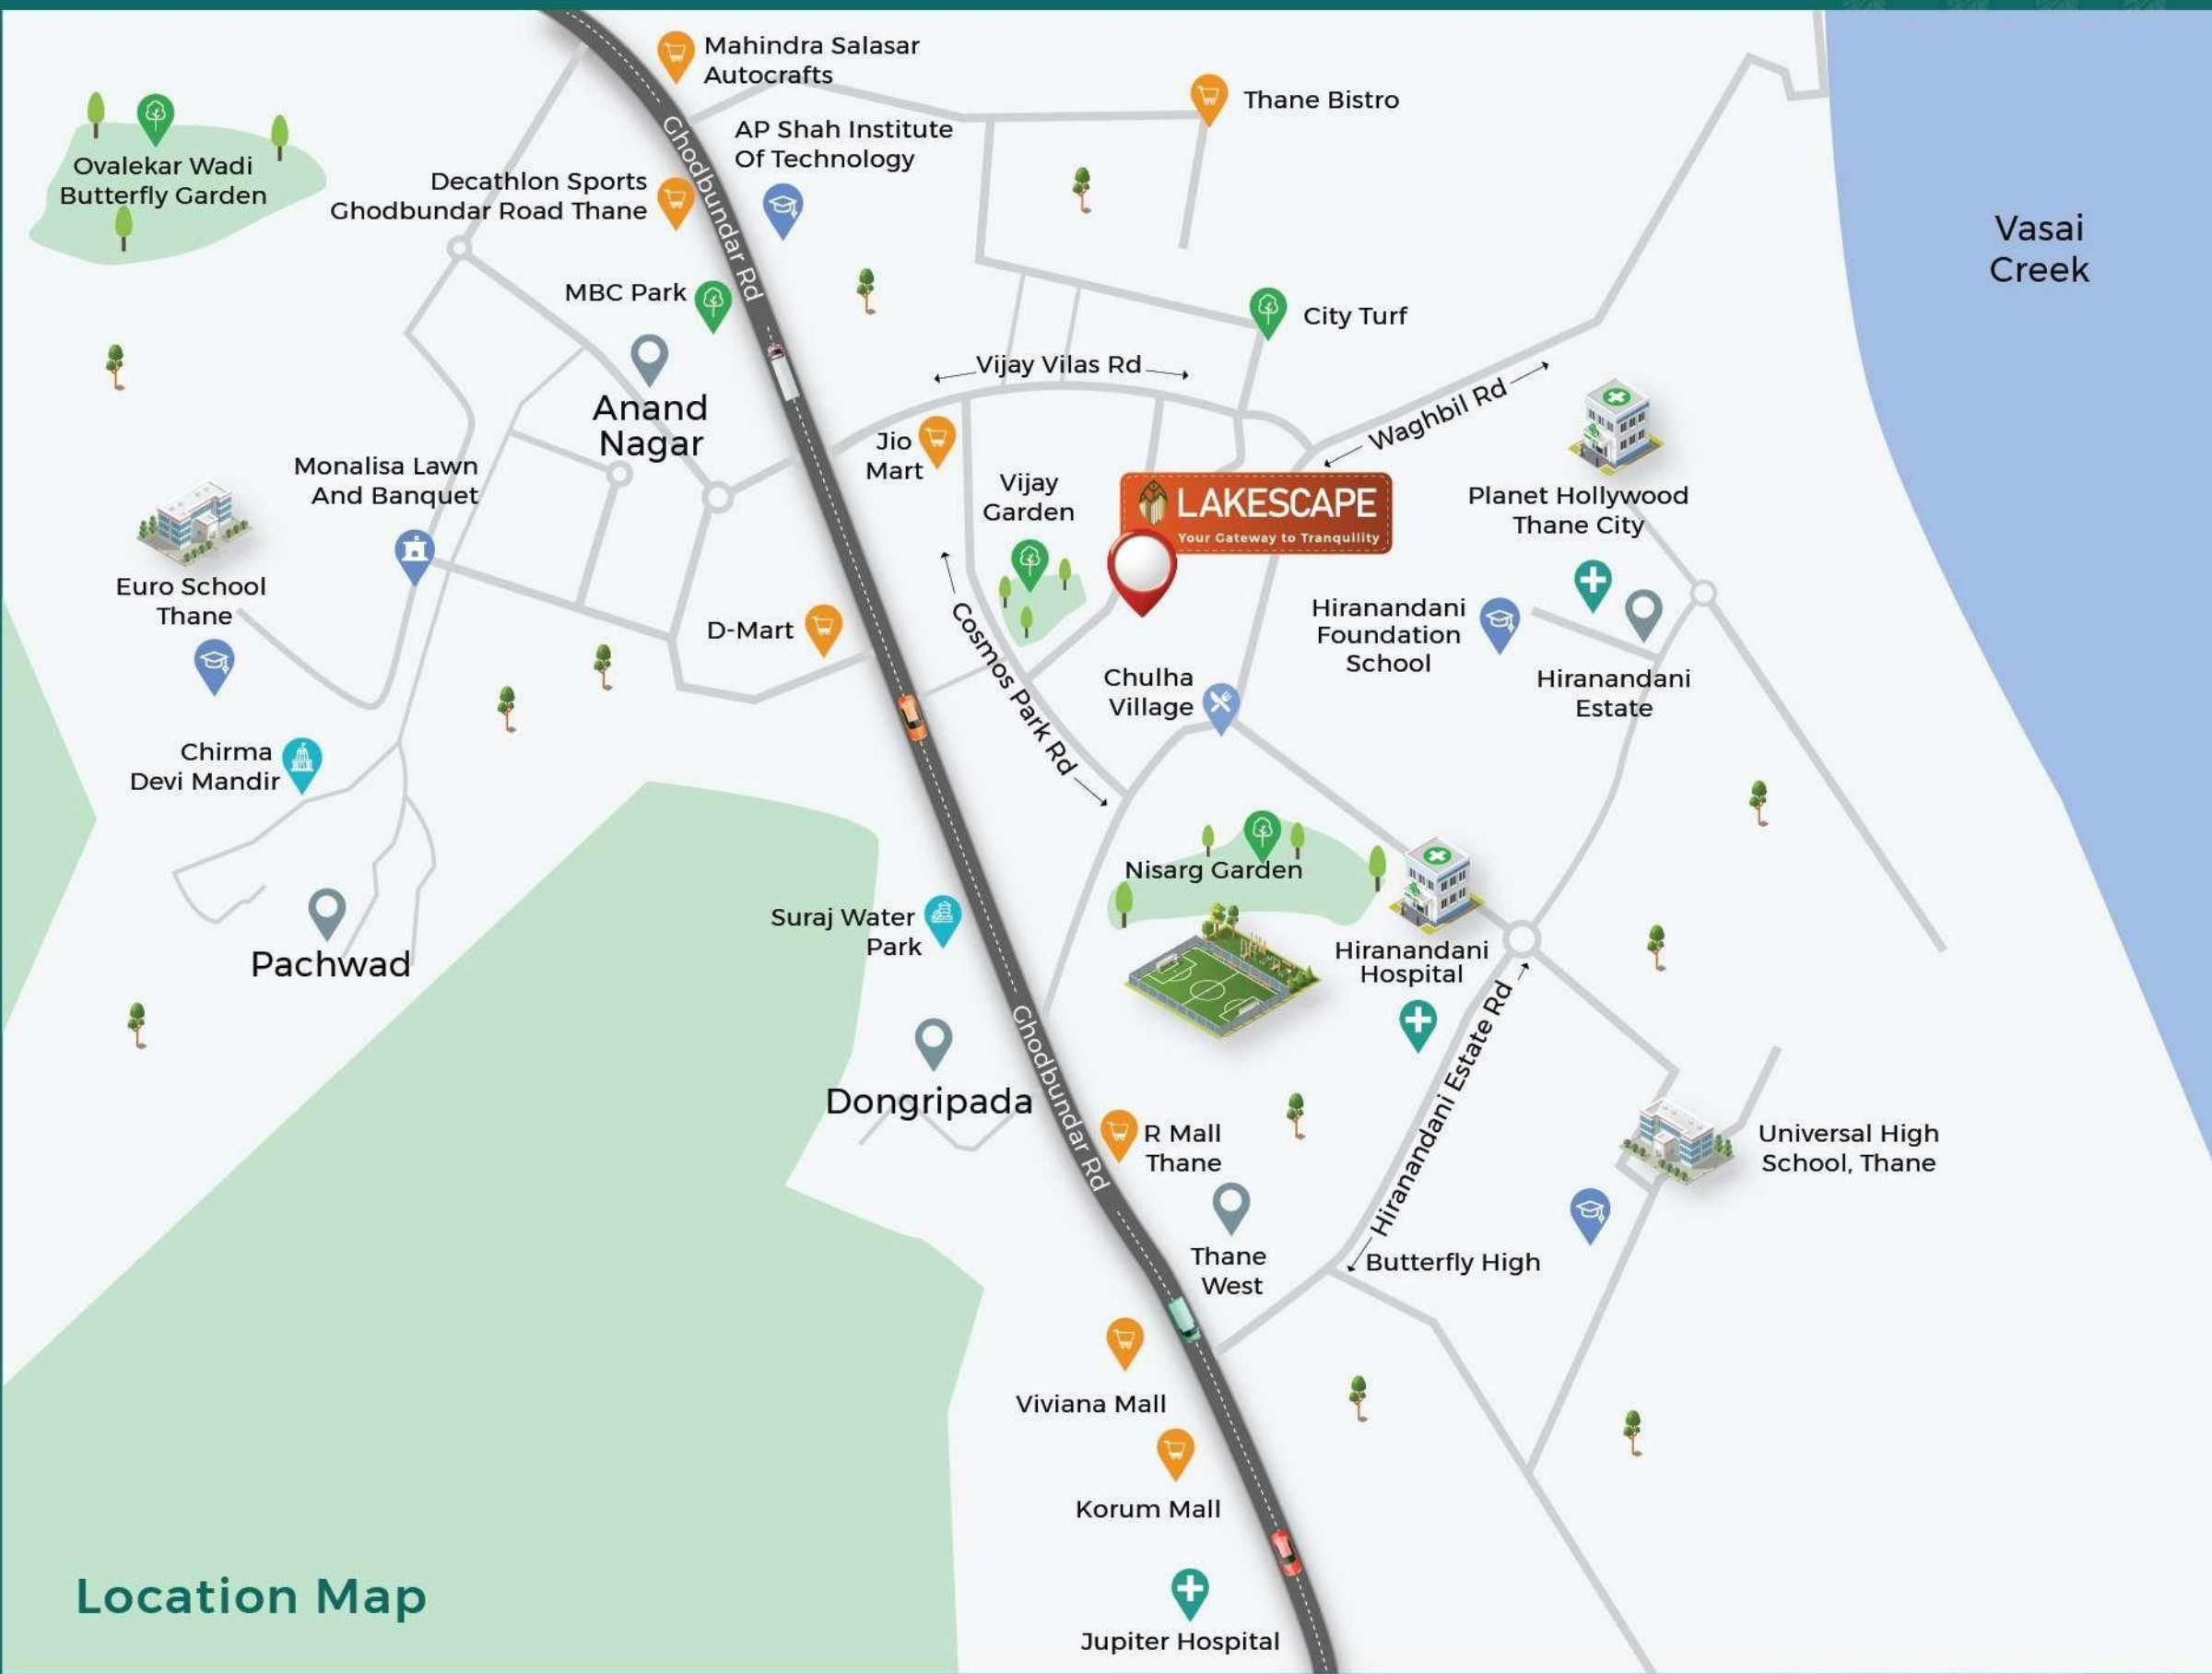 Mahindra Salasar
Autocrafts
Thane Bistro
Ghodbundar Rd
AP Shah Institute
Of Technology
Ovalekar Wadi
Butterfly Garden
Decathlon Sports
Ghodbundar Road Thane
Vasai
Creek
MBC Park
City Turf
Vijay Vilas Rd
Waghbil Rd
Anand
Nagar
Jio
Mart
Monalisa Lawn
And Banquet
Vijay
Garden
LAKESCAPE
Your Gateway to Tranquility
Planet Hollywood
Thane City
Euro School
Thane
D-Mart
Cosmos Park Rd
Hiranandani
Foundation
School
Hiranandani
Estate
Chulha
Village
Chirma
Devi Mandir
Nisarg Garden
Suraj Water
Park
Pachwad
Hiranandani
Hospital
Hiranandani Estate Rd
Ghodbundar Rd
Dongripada
R Mall
Thane
Universal High
School, Thane
Thane
West
Butterfly High
Viviana Mall
Korum Mall
Location Map
Jupiter Hospital